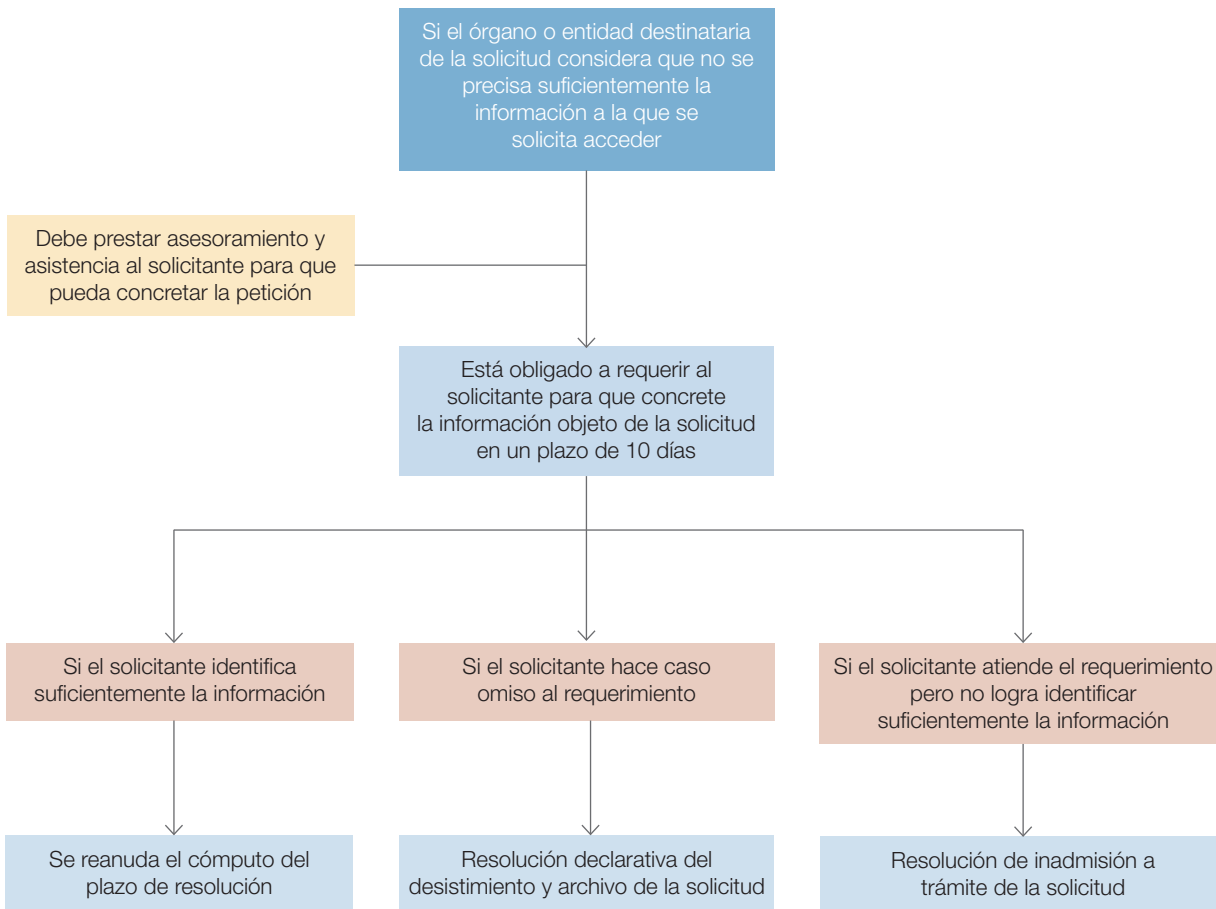 Si el órgano o entidad destinataria
de la solicitud considera que no se
precisa suficientemente la
información a la que se
solicita acceder
Debe prestar asesoramiento y
asistencia al solicitante para que
pueda concretar la petición
Está obligado a requerir al
solicitante para que concrete
la información objeto de la solicitud
en un plazo de 10 días
Si el solicitante identifica
suficientemente la información
Si el solicitante hace caso
omiso al requerimiento
Si el solicitante atiende el requerimiento
pero no logra identificar
suficientemente la información
Se reanuda el cómputo del
plazo de resolución
Resolución declarativa del
desistimiento y archivo de la solicitud
Resolución de inadmisión a
trámite de la solicitud